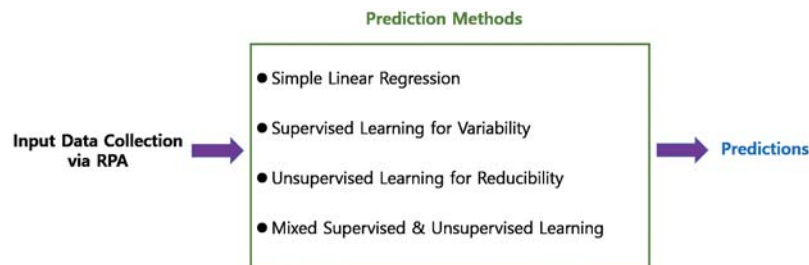 Prediction Methods
● Simple Linear Regression
● Supervised Learning for Variability
Input Data Collection
via RPA
Predictions
● Unsupervised Learning for Reducibility
● Mixed Supervised & Unsupervised Learning